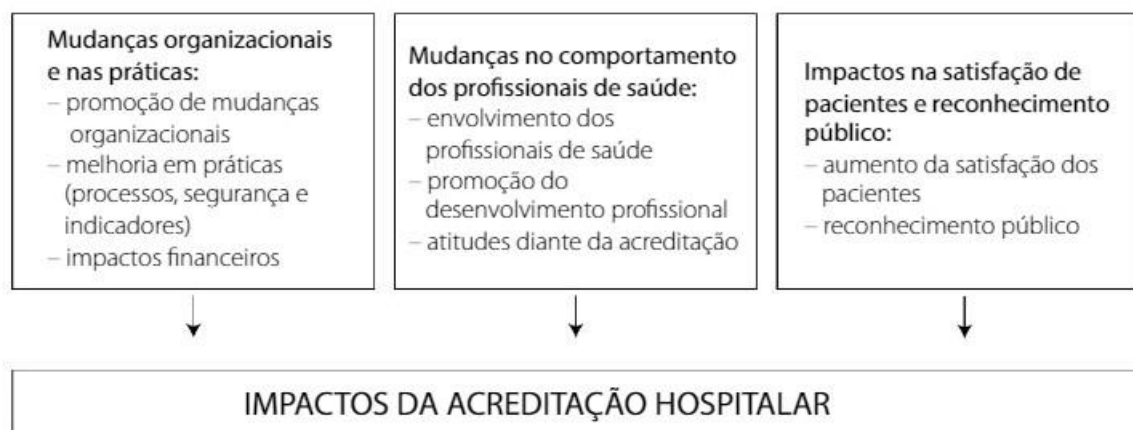 Mudanças organizacionais
e nas práticas:
– promoção de mudanças
organizacionais
– melhoria em práticas
(processos, segurança e
indicadores)
– impactos financeiros
Mudanças no comportamento
dos profissionais de saúde:
– envolvimento dos
profissionais de saúde
– promoção do
desenvolvimento profissional
– atitudes diante da acreditação
Impactos na satisfação de
pacientes e reconhecimento
público:
– aumento da satisfação dos
pacientes
– reconhecimento público
IMPACTOS DA ACREDITAÇÃO HOSPITALAR